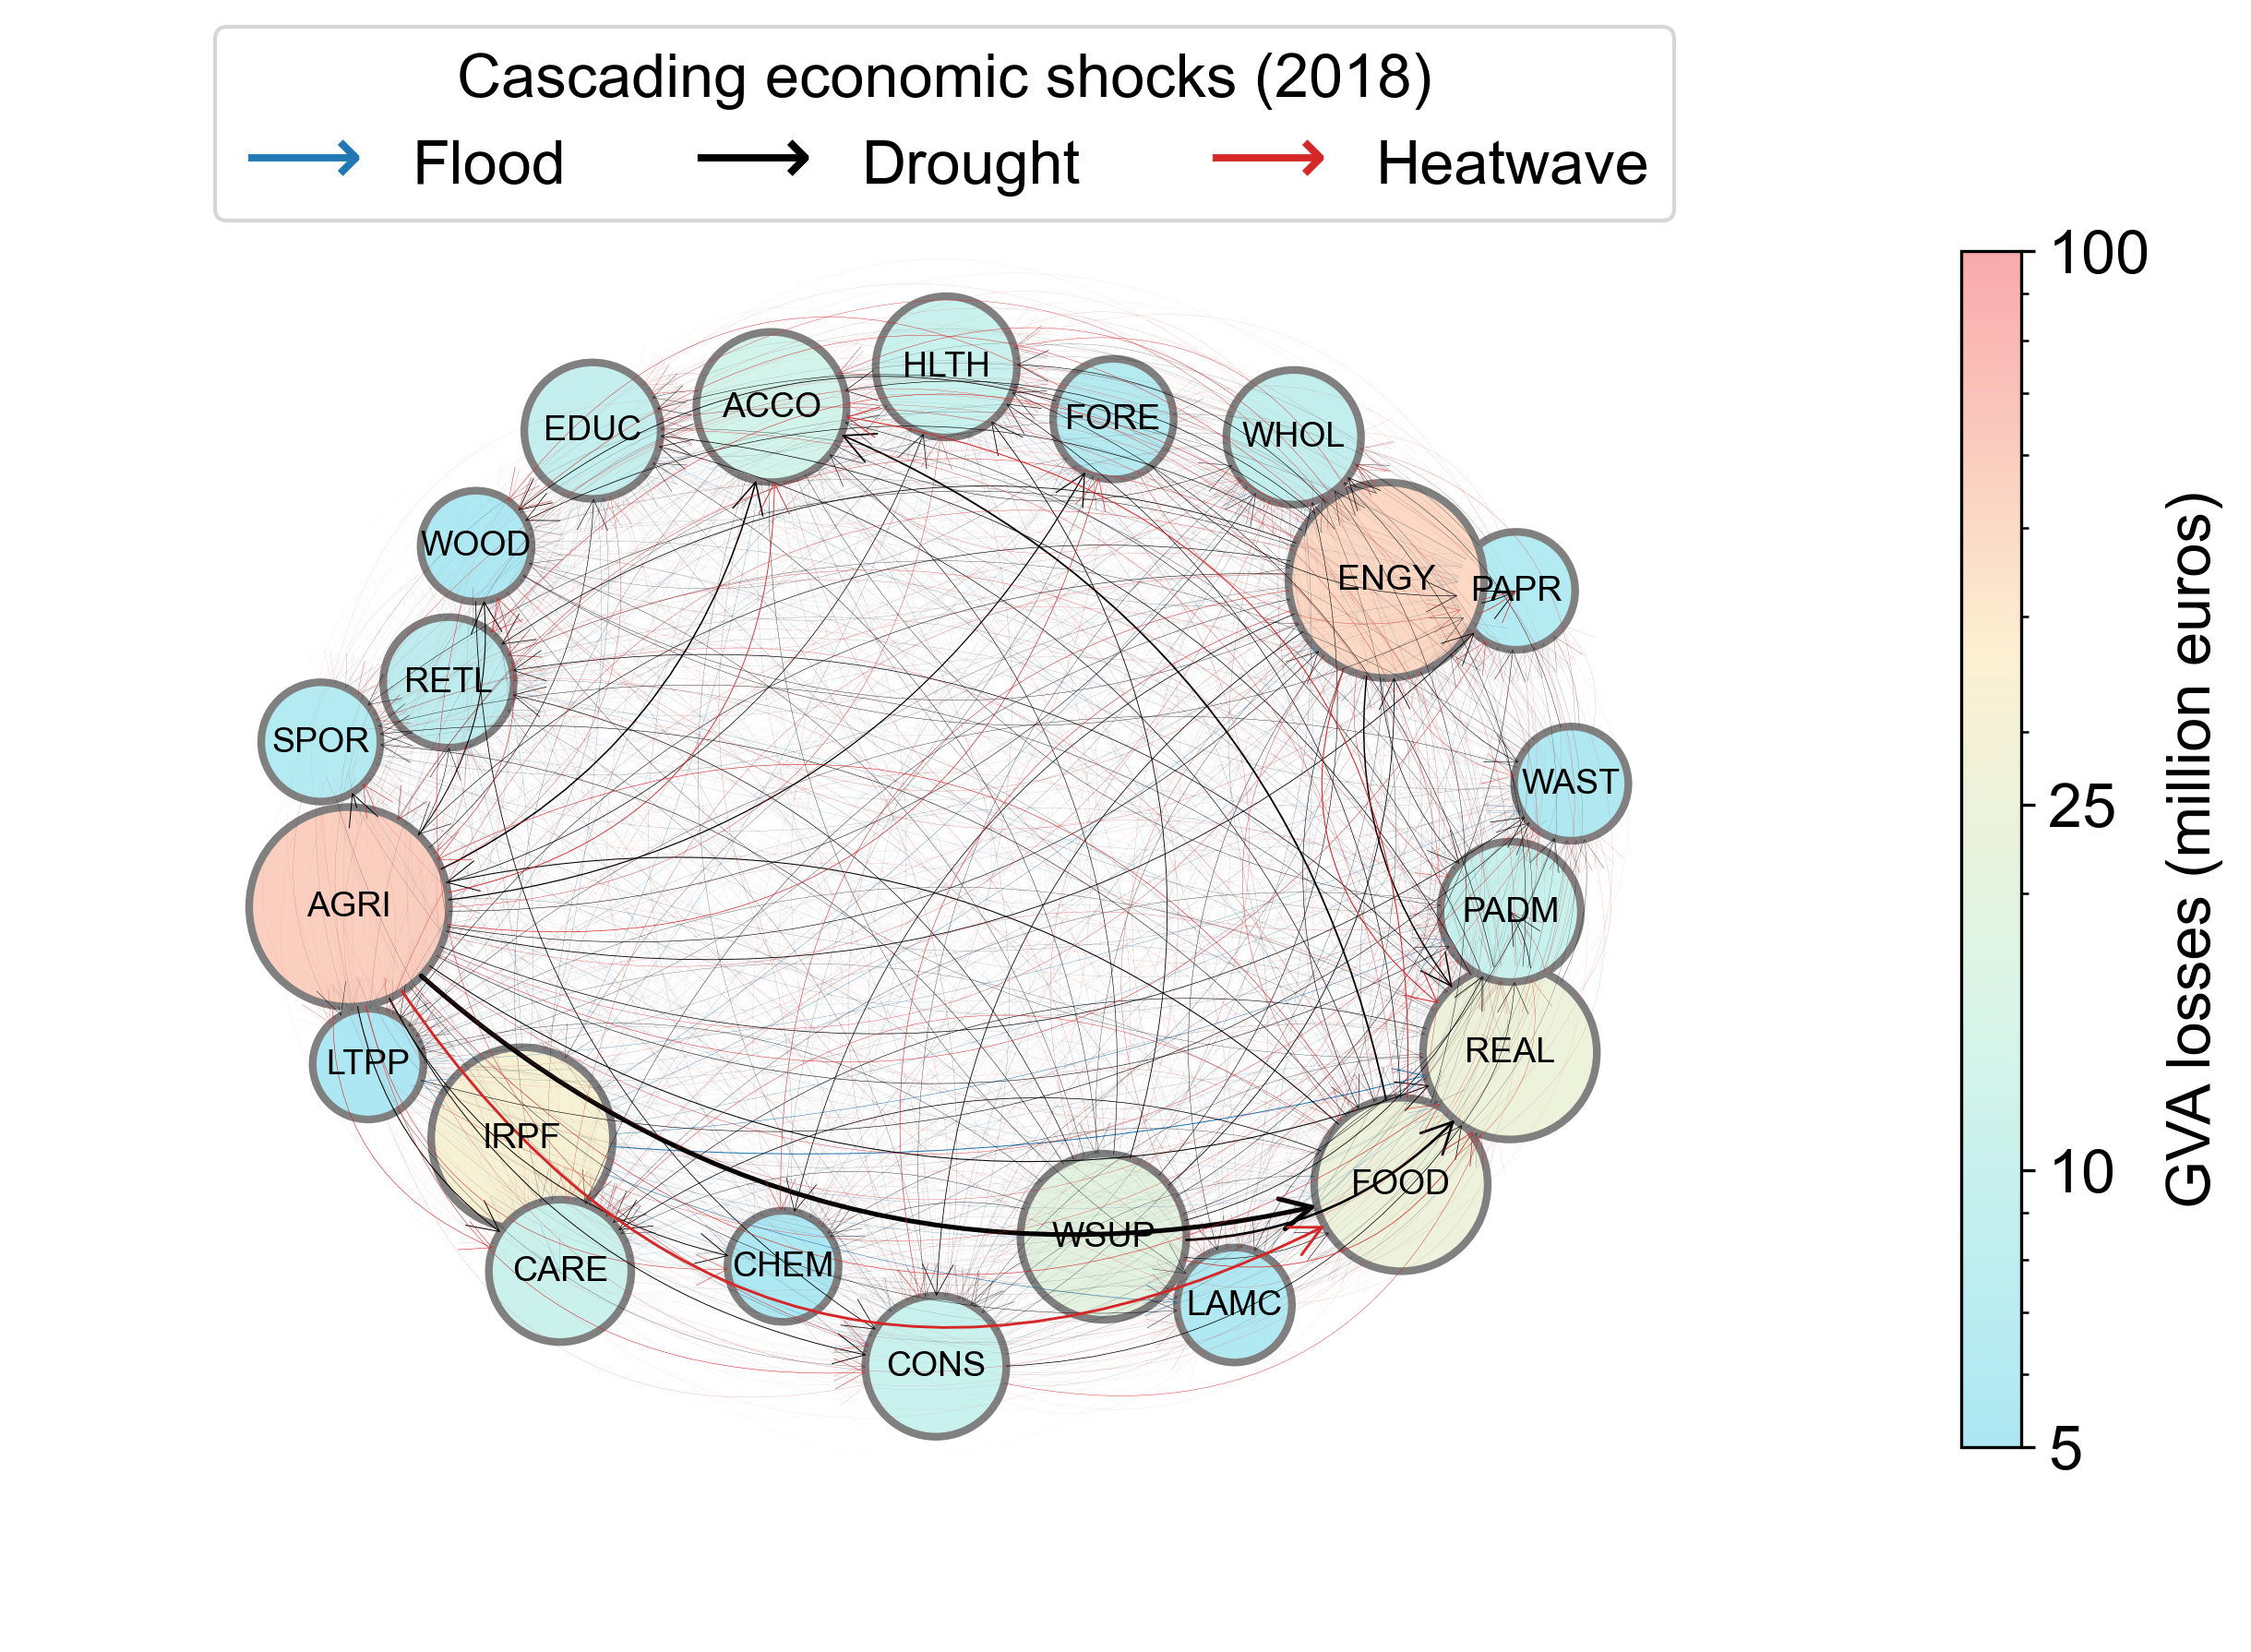 Cascading economic shocks (2018)
Flood Drought Heatwave
HLTH
ACCO
FORE
EDUC
WHOL
WOOD
ENGY
PAPR
RETL
SPOR
WAST
AGRI
PADM
REAL
LTPP
IRPF
FOOD
WSUP
CARE
CHEM
LAMC
CONS
100
25
10
5
GVA losses (million euros)